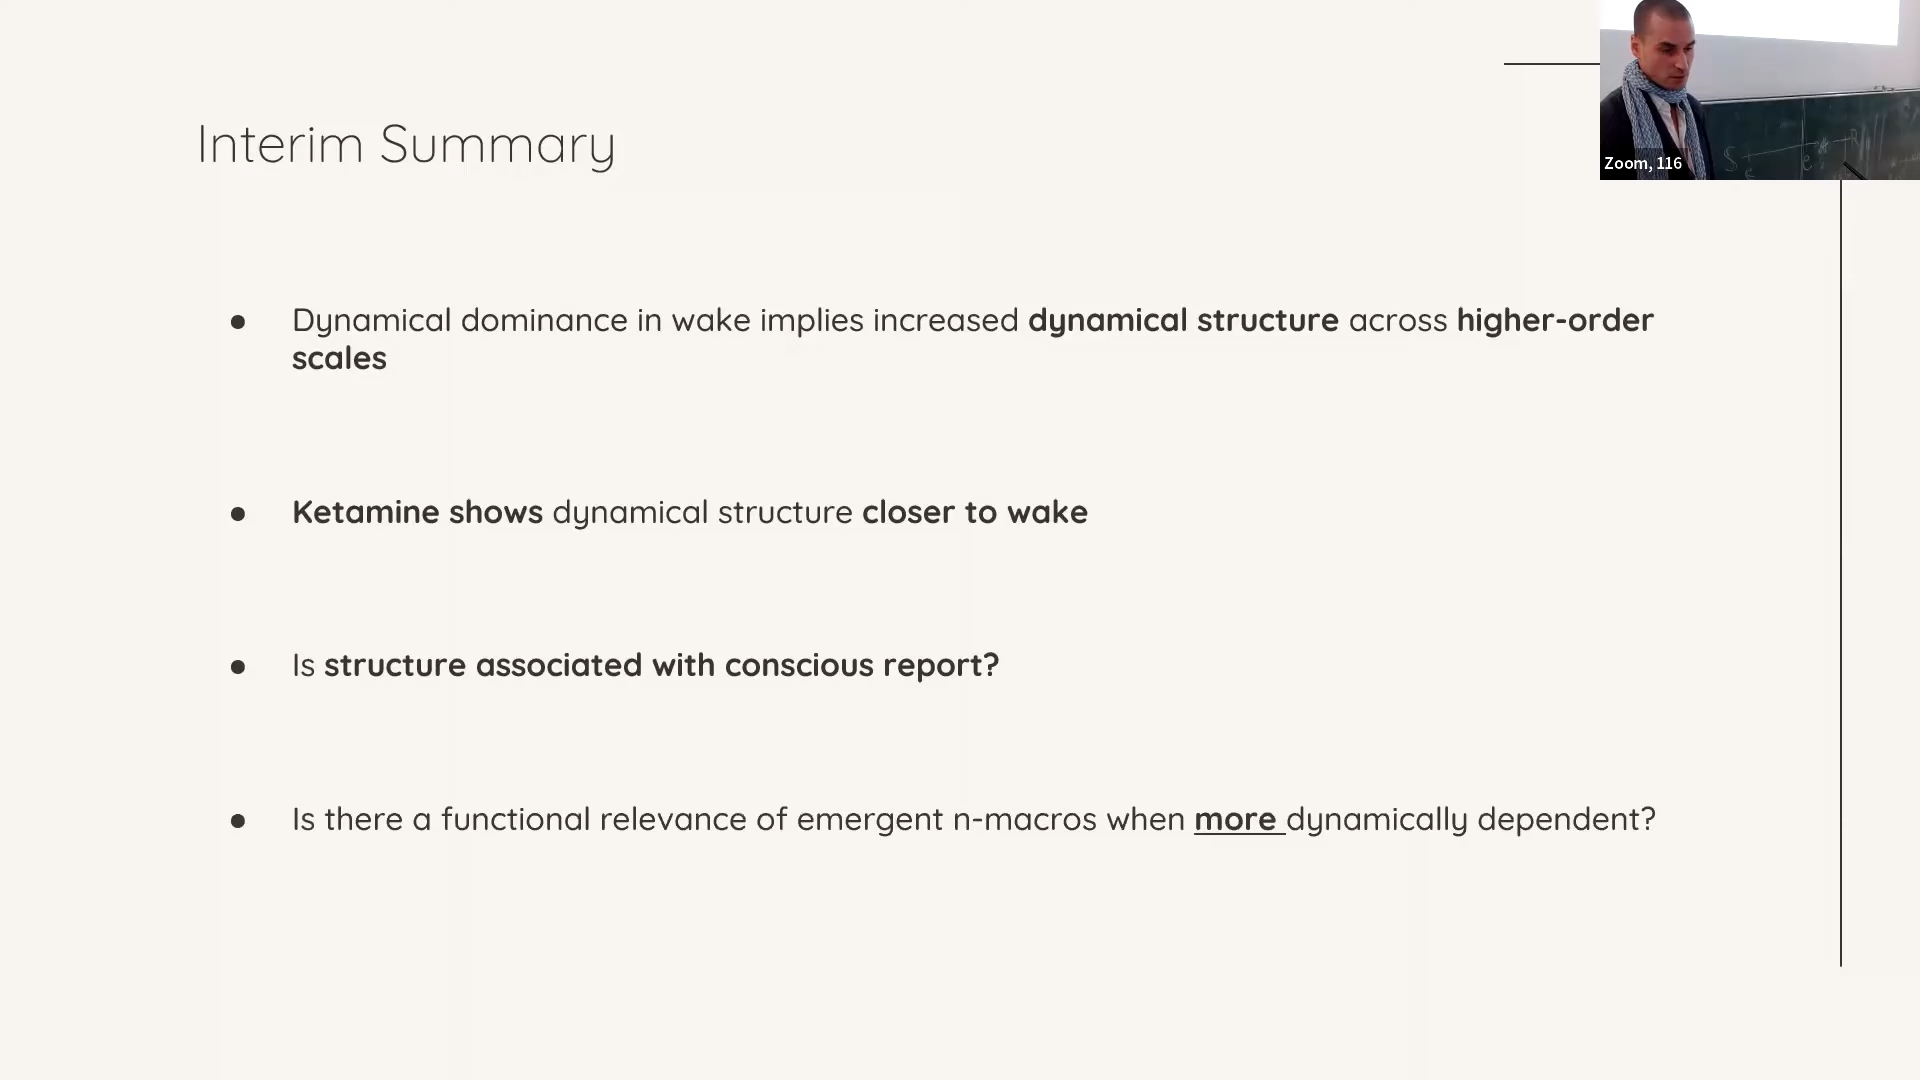 Interim Summary
Zoom, 116
● Dynamical dominance in wake implies increased dynamical structure across higher-order
scales
● Ketamine shows dynamical structure closer to wake
● Is structure associated with conscious report?
● Is there a functional relevance of emergent n-macros when more dynamically dependent?